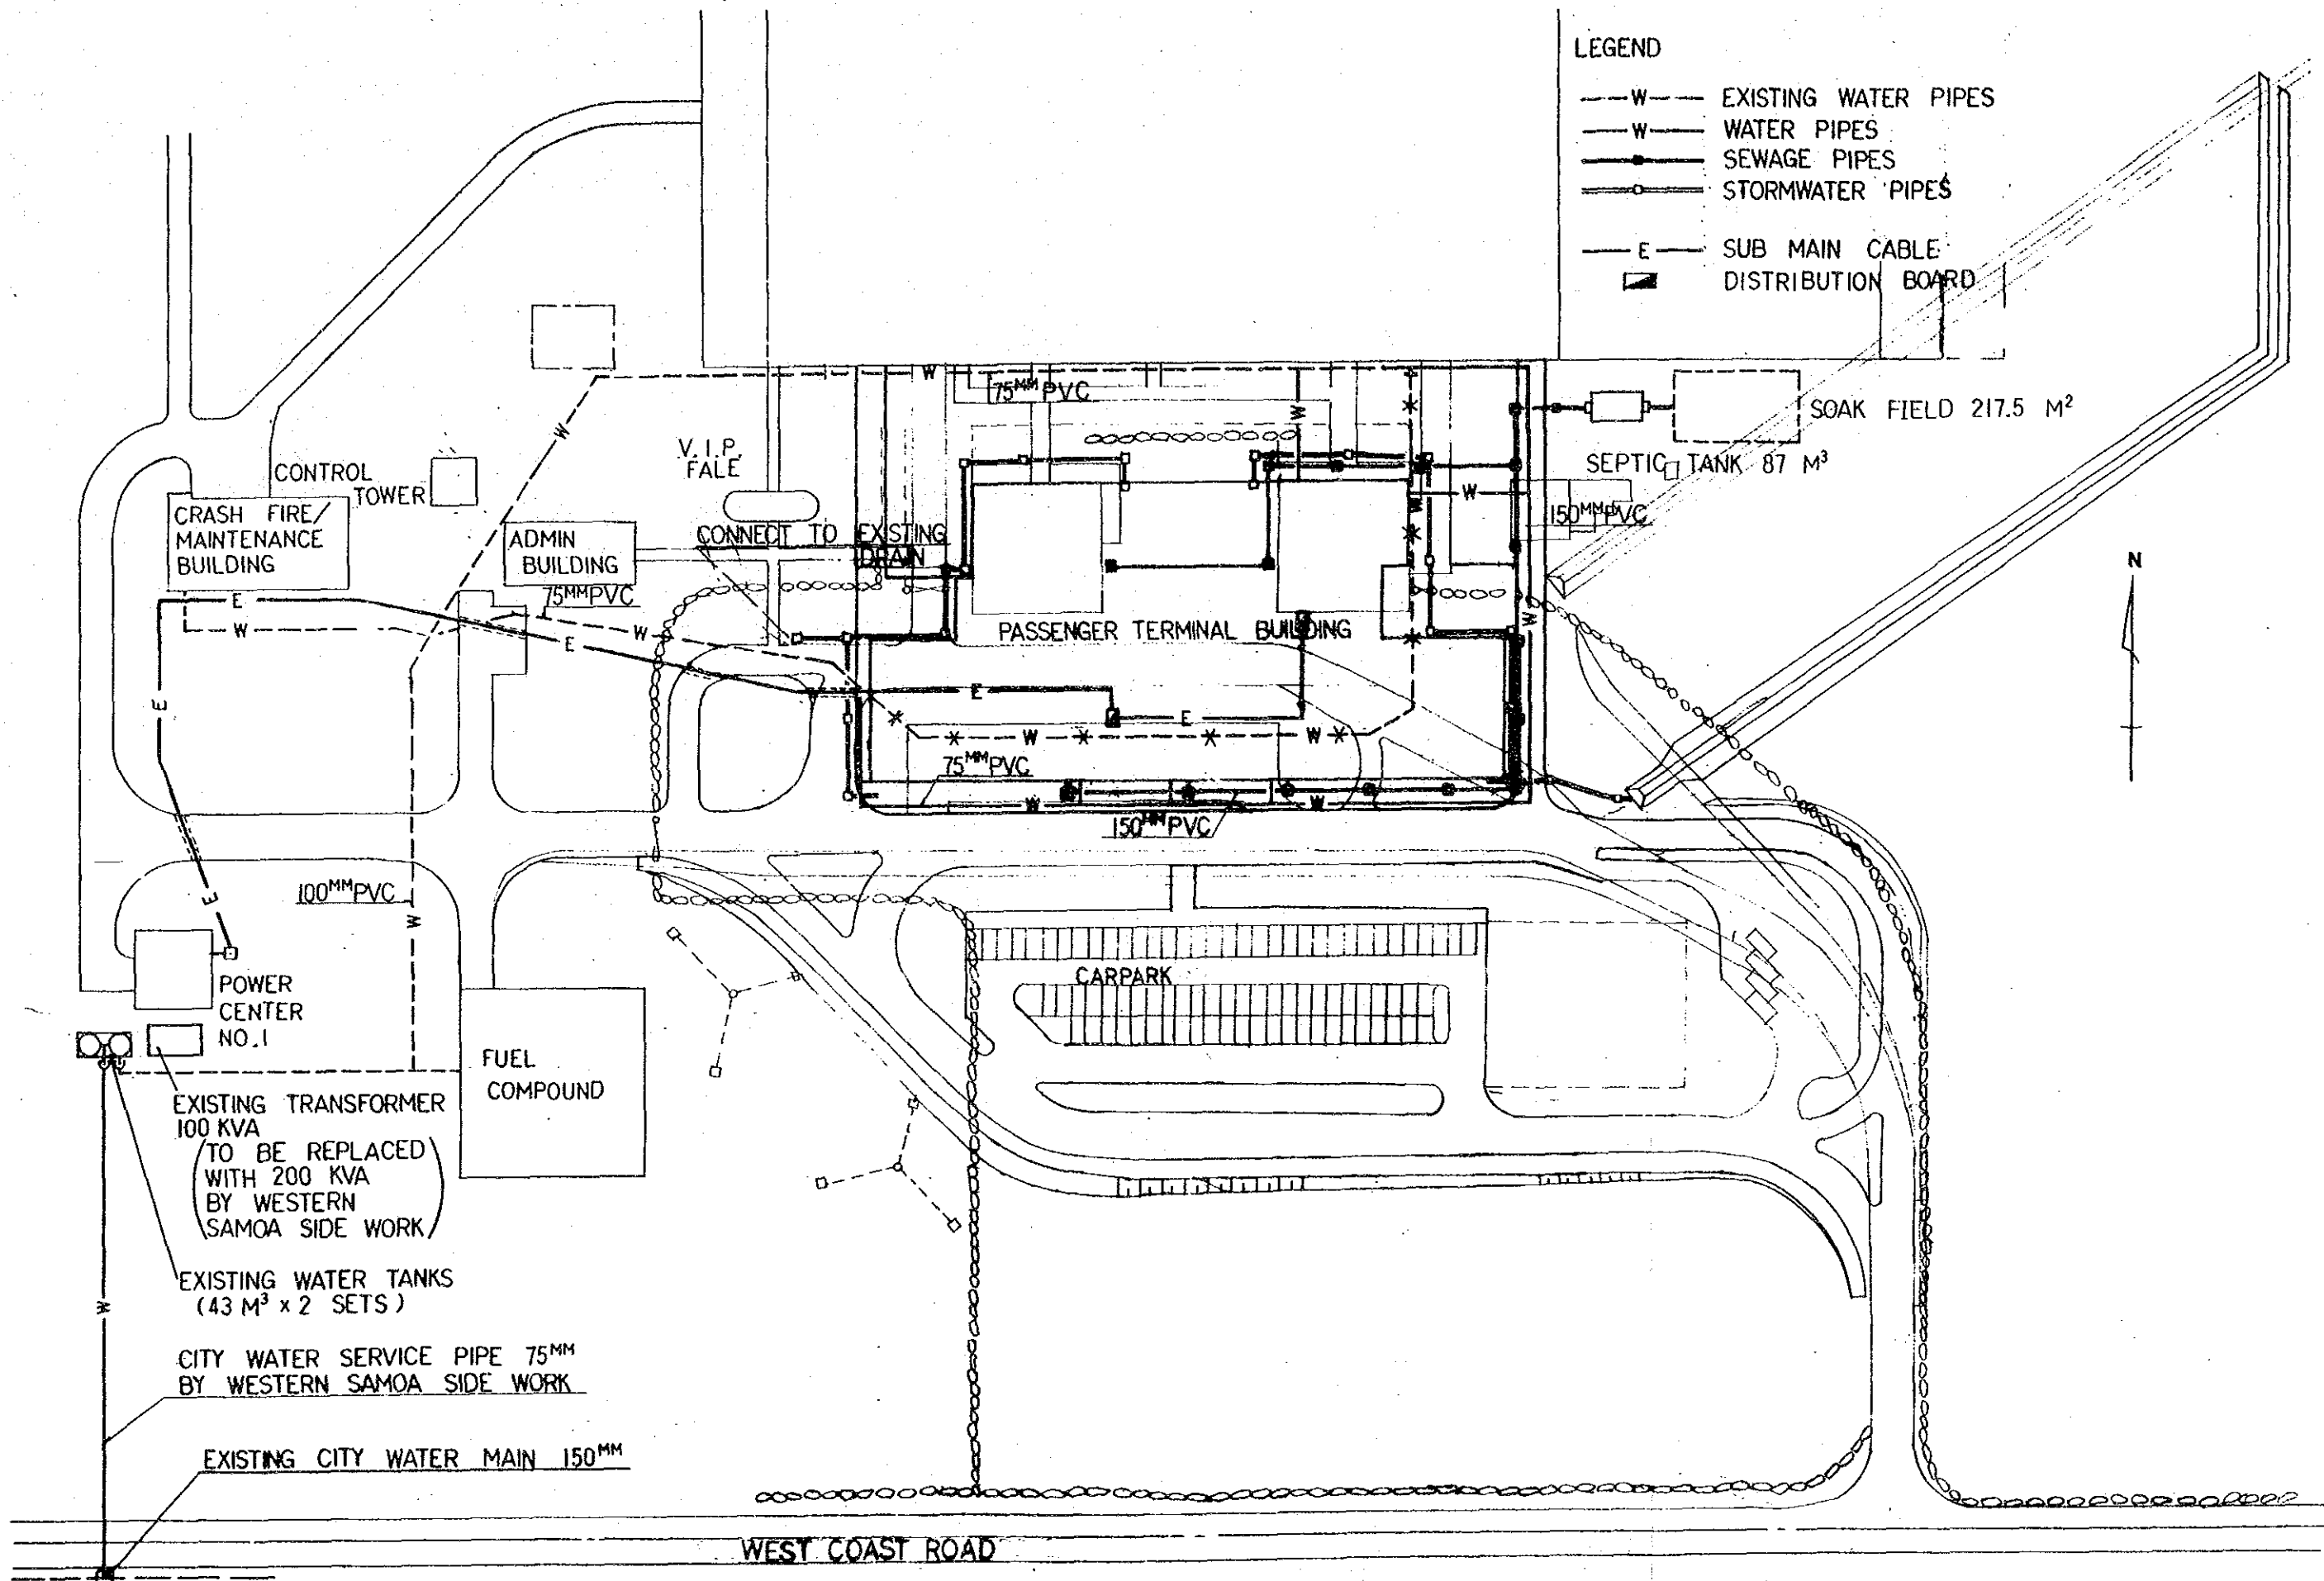 LEGEND
W EXISTING WATER PIPES
W WATER PIPES
SEWAGE PIPES
STORMWATER PIPES
E SUB MAIN CABLE
DISTRIBUTION BOARD
W
75MM PVC
W
W
SOAK FIELD 217.5 M²
V.I.P.
FALE
SEPTIC TANK 87 M³
CONTROL
TOWER
W
W
150MM PVC
CRASH FIRE/
MAINTENANCE
BUILDING
ADMIN
BUILDING
CONNECT TO EXISTING
DRAIN
N
75MM PVC
E
W
W
E
PASSENGER TERMINAL BUILDING
W
E
E
E
W
W
75MM PVC
W
W
150MM PVC
100MM PVC
E
W
CARPARK
POWER
CENTER
NO.1
FUEL
COMPOUND
EXISTING TRANSFORMER
100 KVA
(TO BE REPLACED
WITH 200 KVA
BY WESTERN
SAMOA SIDE WORK)
EXISTING WATER TANKS
(43 M³ x 2 SETS)
W
CITY WATER SERVICE PIPE 75MM
BY WESTERN SAMOA SIDE WORK
EXISTING CITY WATER MAIN 150MM
WEST COAST ROAD